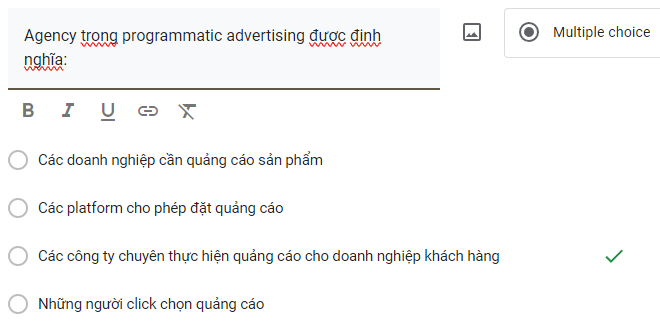 Agency trong programmatic advertising được đinh
nghĩa:
Multiple choice
B I U
Các doanh nghiệp cần quảng cáo sản phẩm
Các platform cho phép đặt quảng cáo
Các công ty chuyên thực hiện quảng cáo cho doanh nghiệp khách hàng
Những người click chọn quảng cáo